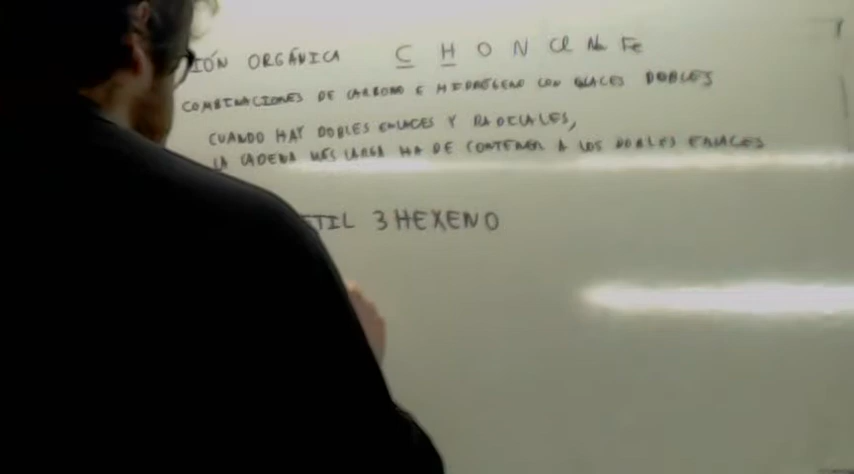 IÓN ORGÁNICA C H O N Cl Na Fe
COMBINACIONES DE CARBONO E HIDRÓGENO CON ENLACES DOBLES
CUANDO HAY DOBLES ENLACES Y RADICALES,
LA CADENA MÁS LARGA HA DE CONTENER A LOS DOBLES ENLACES
TIL 3 HEXENO